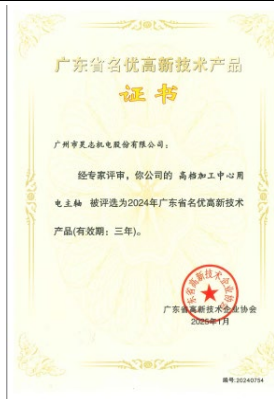 广东省名优高新技术产品
证书
广州市昊志机电股份有限公司：
经专家评审，你公司的 高档加工中心用
电主轴 被评选为2024年广东省名优高新技术
产品(有效期：三年)。
广东省高新技术企业协会
2025年1月
编号:20240754